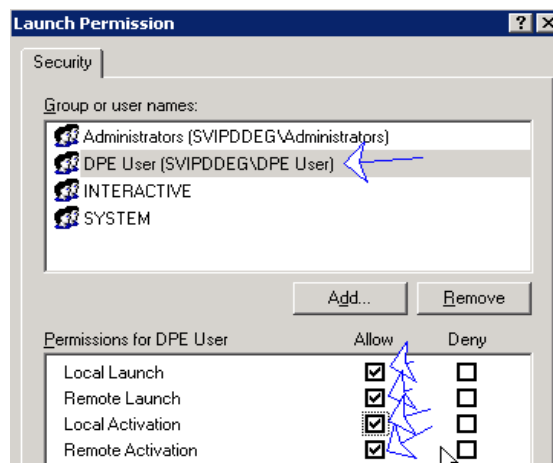 Launch Permission
Security
Group or user names:
Administrators (SVIPDDEG\Administrators)
DPE User (SVIPDDEG\DPE User)
INTERACTIVE
SYSTEM
Add... Remove
Permissions for DPE User Allow Deny
Local Launch
Remote Launch
Local Activation
Remote Activation